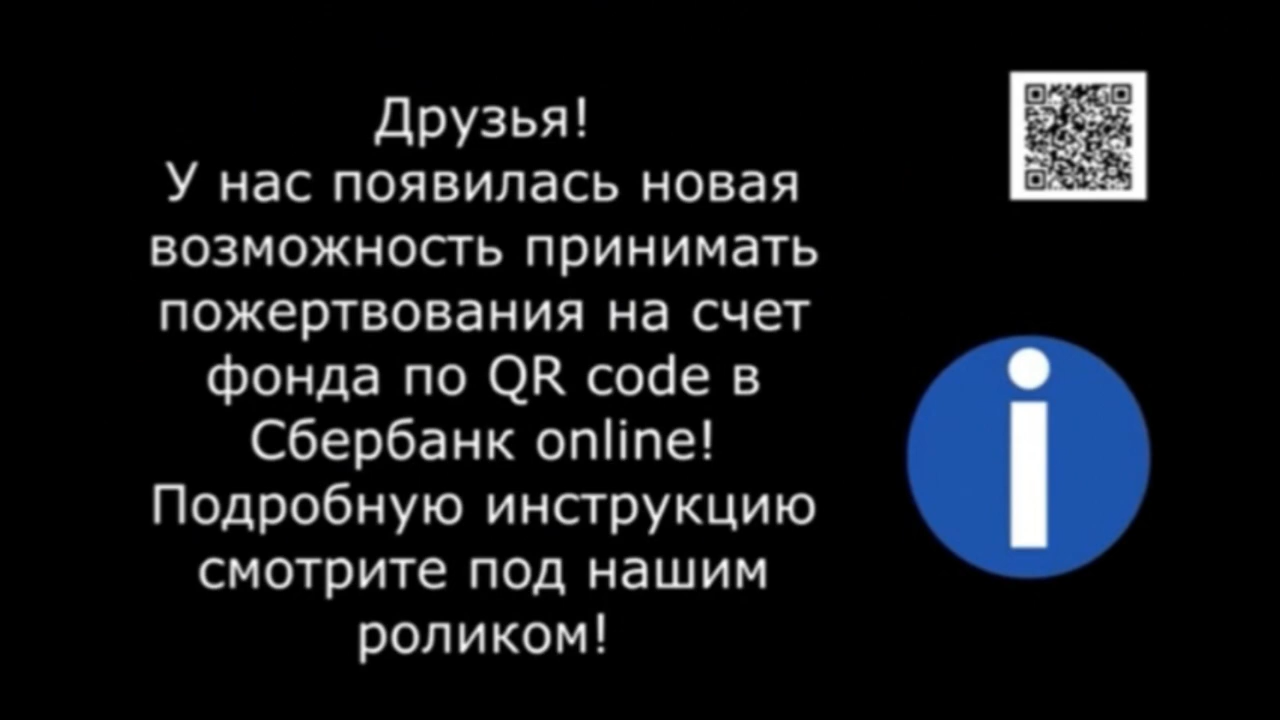 Друзья!
У нас появилась новая
возможность принимать
пожертвования на счет
фонда по QR code в
Сбербанк online!
Подробную инструкцию
смотрите под нашим
роликом!